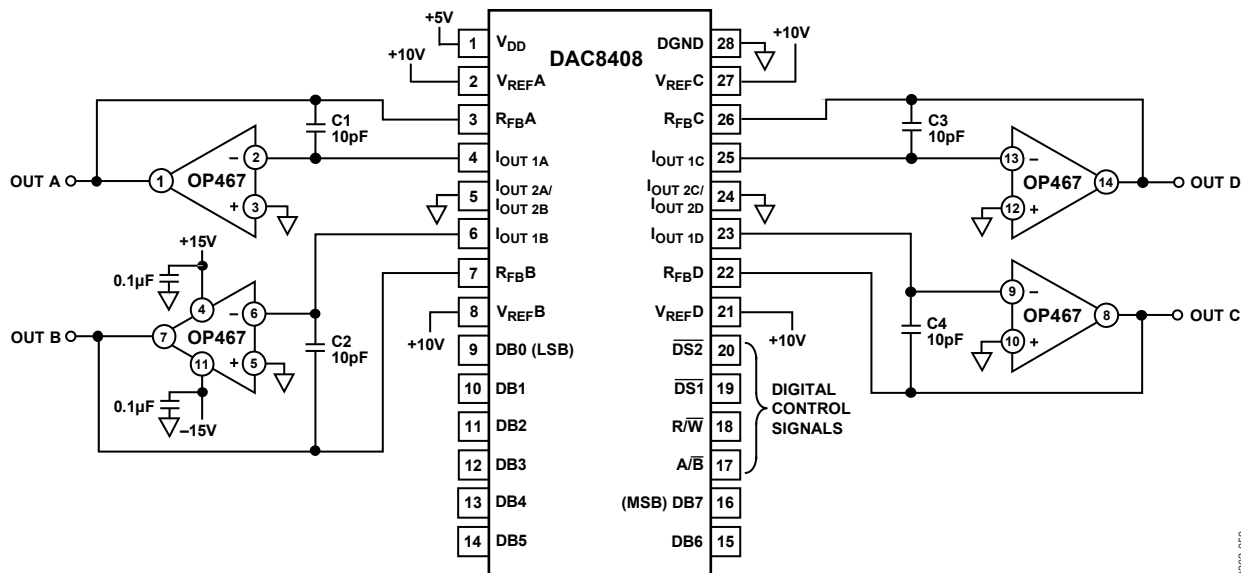 DAC8408
+5V
1 VDD
+10V
2 VREFA
3 RFBA
C1
10pF
4 IOUT 1A
OUT A
1
2
–
OP467
+
3
5 IOUT 2A/
IOUT 2B
6 IOUT 1B
+15V
0.1µF
4
7 RFBB
OUT B
7
6
–
OP467
+
5
11
0.1µF
–15V
C2
10pF
8 VREFB
+10V
9 DB0 (LSB)
10 DB1
11 DB2
12 DB3
13 DB4
14 DB5
DGND 28
+10V
VREFC 27
RFBC 26
C3
10pF
IOUT 1C 25
13
–
OP467
14
OUT D
12
+
IOUT 2C/
IOUT 2D
24
IOUT 1D 23
RFBD 22
9
–
OP467
8
OUT C
10
+
C4
10pF
VREFD 21
+10V
DS2 20
DS1 19
R/W 18
A/B 17
DIGITAL
CONTROL
SIGNALS
(MSB) DB7 16
DB6 15